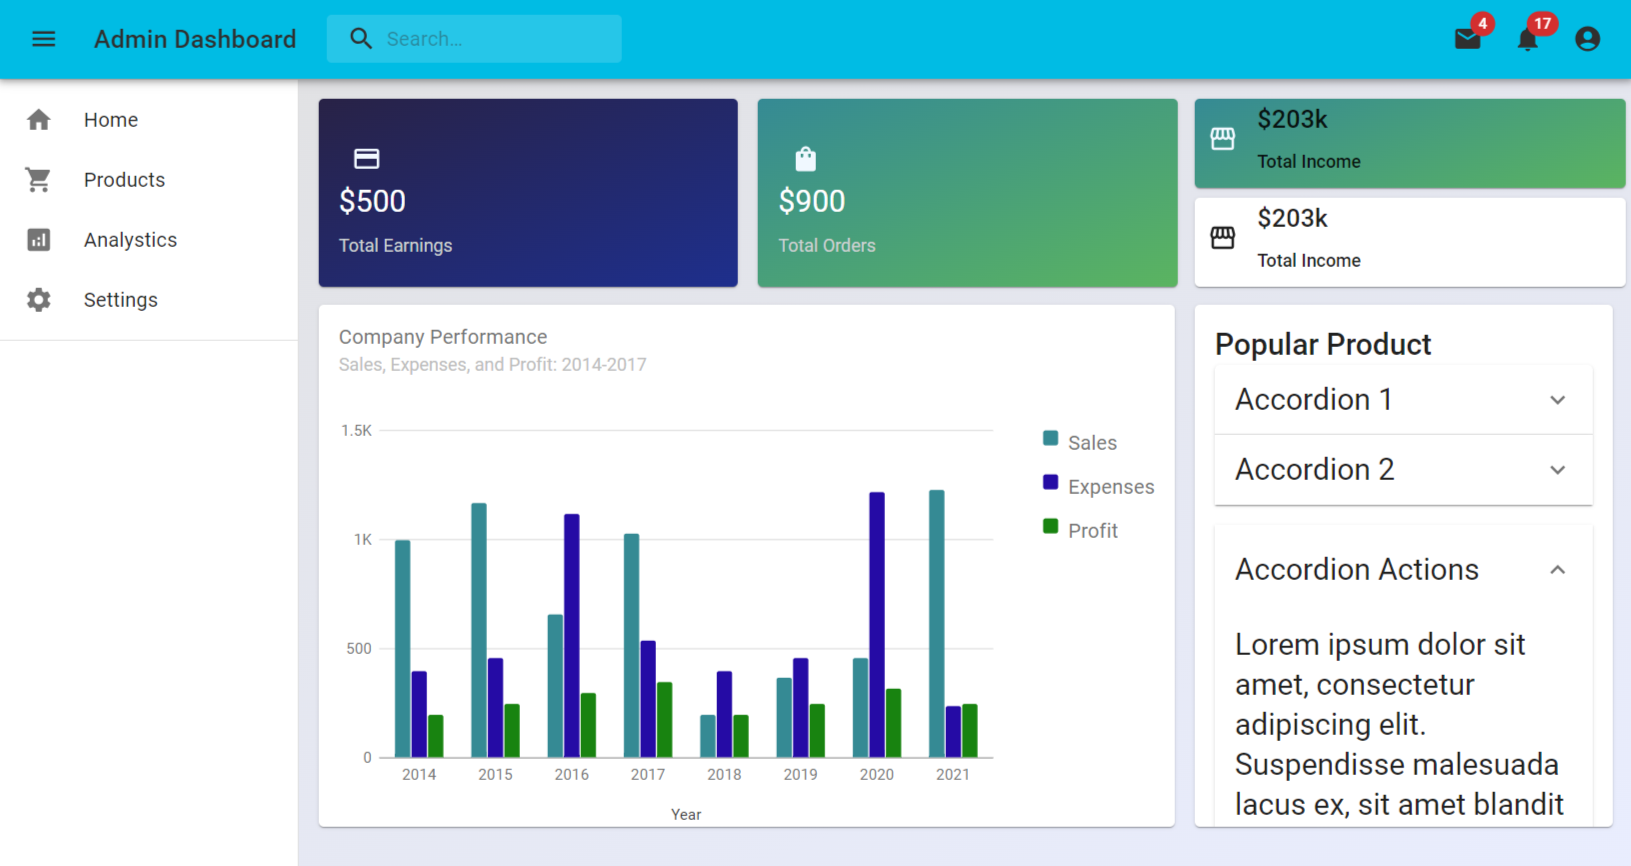 Admin Dashboard
Search...
4
17
Home
Products
Analystics
Settings
$500
Total Earnings
$900
Total Orders
$203k
Total Income
$203k
Total Income
Company Performance
Sales, Expenses, and Profit: 2014-2017
1.5K
1K
500
0
2014 2015 2016 2017 2018 2019 2020 2021
Year
Sales
Expenses
Profit
Popular Product
Accordion 1
Accordion 2
Accordion Actions
Lorem ipsum dolor sit
amet, consectetur
adipiscing elit.
Suspendisse malesuada
lacus ex, sit amet blandit